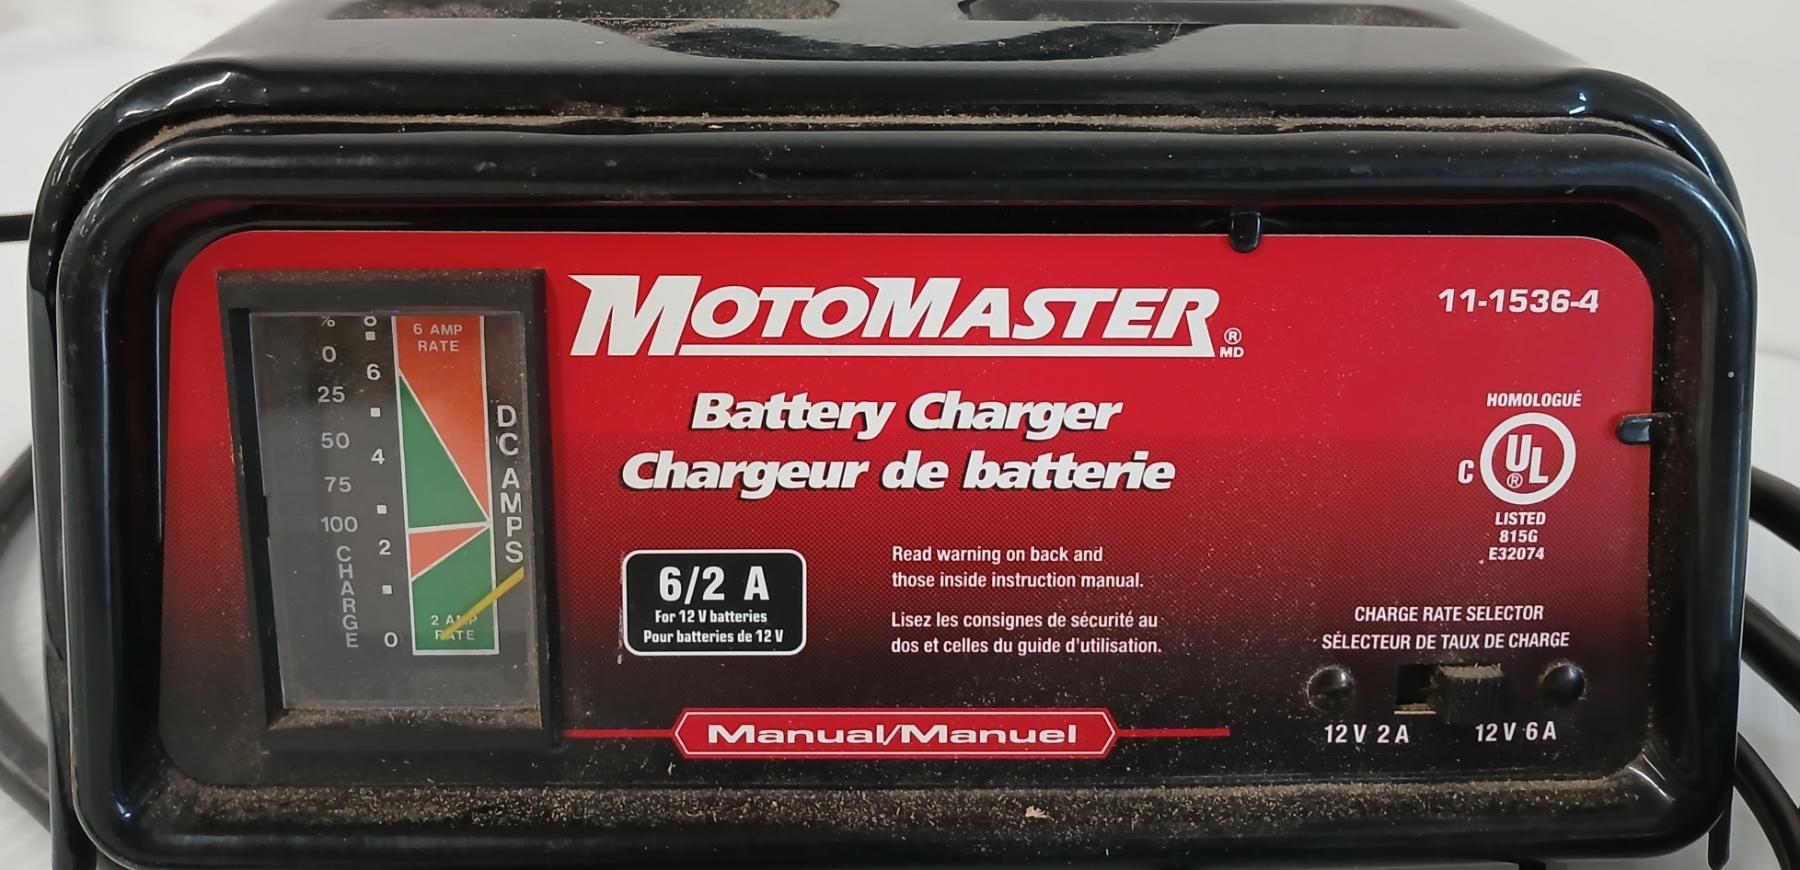 %
0
25
50
75
100
CHARGE
8
6
4
2
0
6 AMP
RATE
2 AMP
RATE
DC AMPS
MOTOMASTER
®
MD
Battery Charger
Chargeur de batterie
6/2 A
For 12 V batteries
Pour batteries de 12 V
Read warning on back and
those inside instruction manual.
Lisez les consignes de sécurité au
dos et celles du guide d'utilisation.
Manual/Manuel
11-1536-4
HOMOLOGUÉ
C UL ®
LISTED
815G
E32074
CHARGE RATE SELECTOR
SÉLECTEUR DE TAUX DE CHARGE
12 V 2 A
12 V 6 A